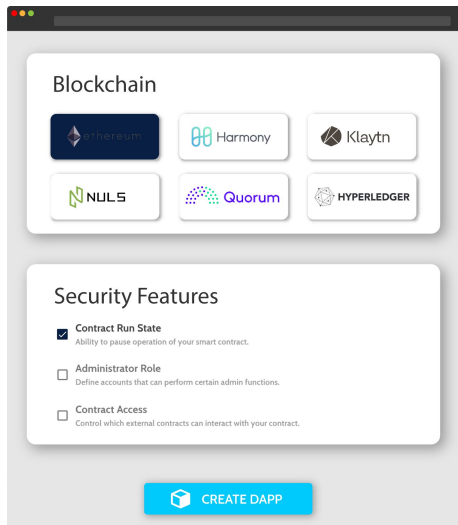 Blockchain
ethereum
Harmony
Klaytn
NULS
Quorum
HYPERLEDGER
Security Features
Contract Run State
Ability to pause operation of your smart contract.
Administrator Role
Define accounts that can perform certain admin functions.
Contract Access
Control which external contracts can interact with your contract.
CREATE DAPP